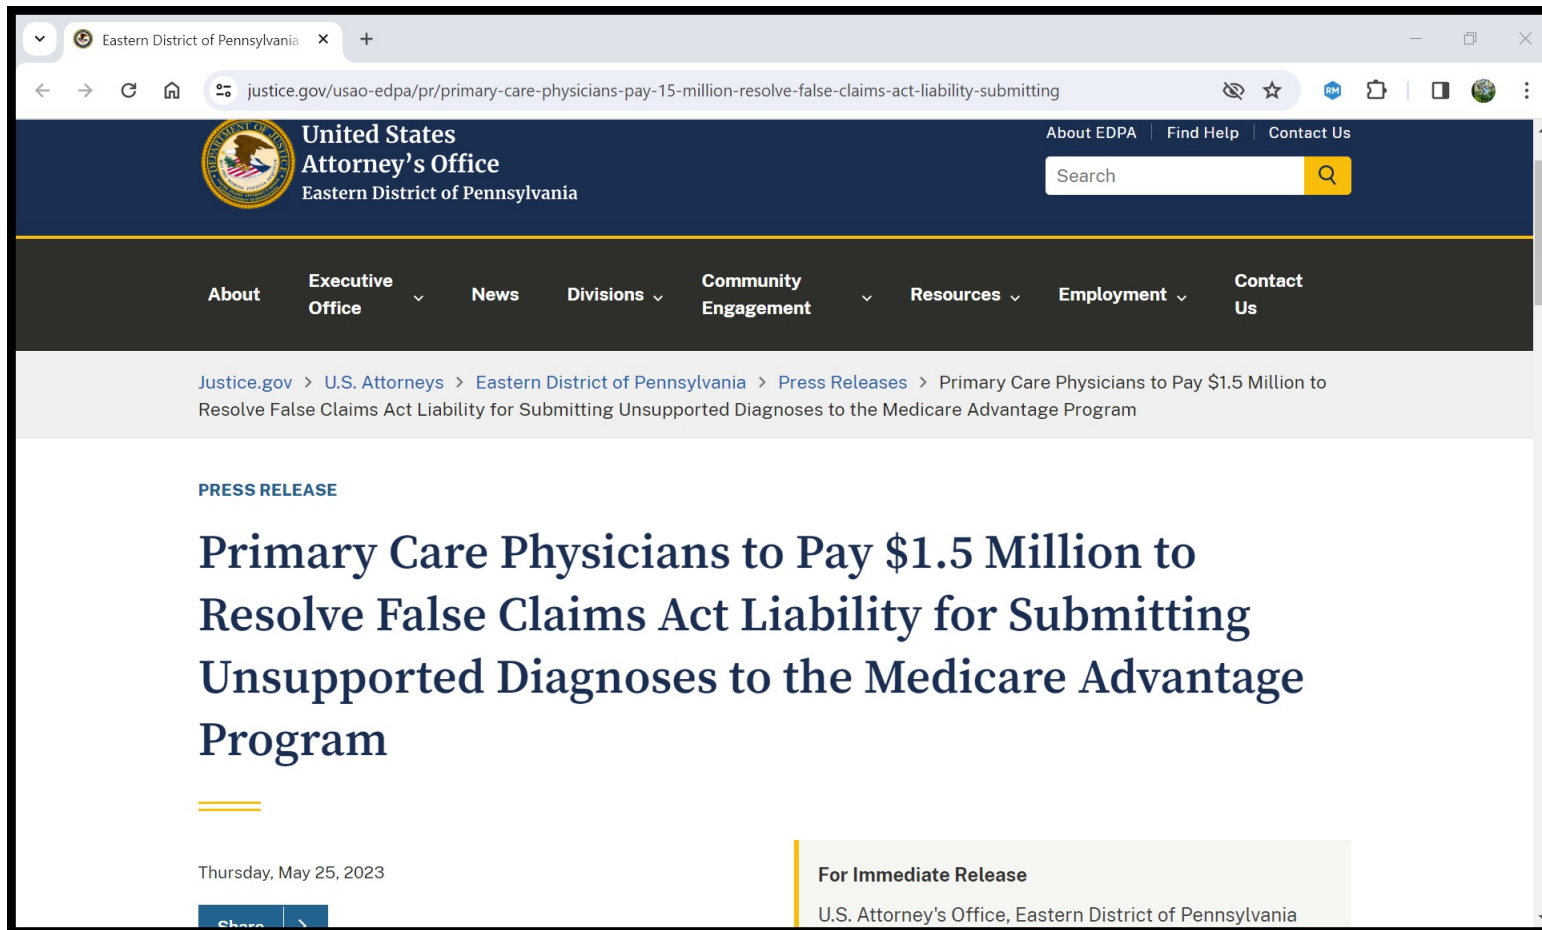 Eastern District of Pennsylvania
justice.gov/usao-edpa/pr/primary-care-physicians-pay-15-million-resolve-false-claims-act-liability-submitting
RM
United States
Attorney's Office
Eastern District of Pennsylvania
About EDPA
Find Help
Contact Us
Search
About
Executive
Office
News
Divisions
Community
Engagement
Resources
Employment
Contact
Us
Justice.gov > U.S. Attorneys > Eastern District of Pennsylvania > Press Releases > Primary Care Physicians to Pay $1.5 Million to
Resolve False Claims Act Liability for Submitting Unsupported Diagnoses to the Medicare Advantage Program
PRESS RELEASE
Primary Care Physicians to Pay $1.5 Million to
Resolve False Claims Act Liability for Submitting
Unsupported Diagnoses to the Medicare Advantage
Program
Thursday, May 25, 2023
Share
For Immediate Release
U.S. Attorney's Office, Eastern District of Pennsylvania